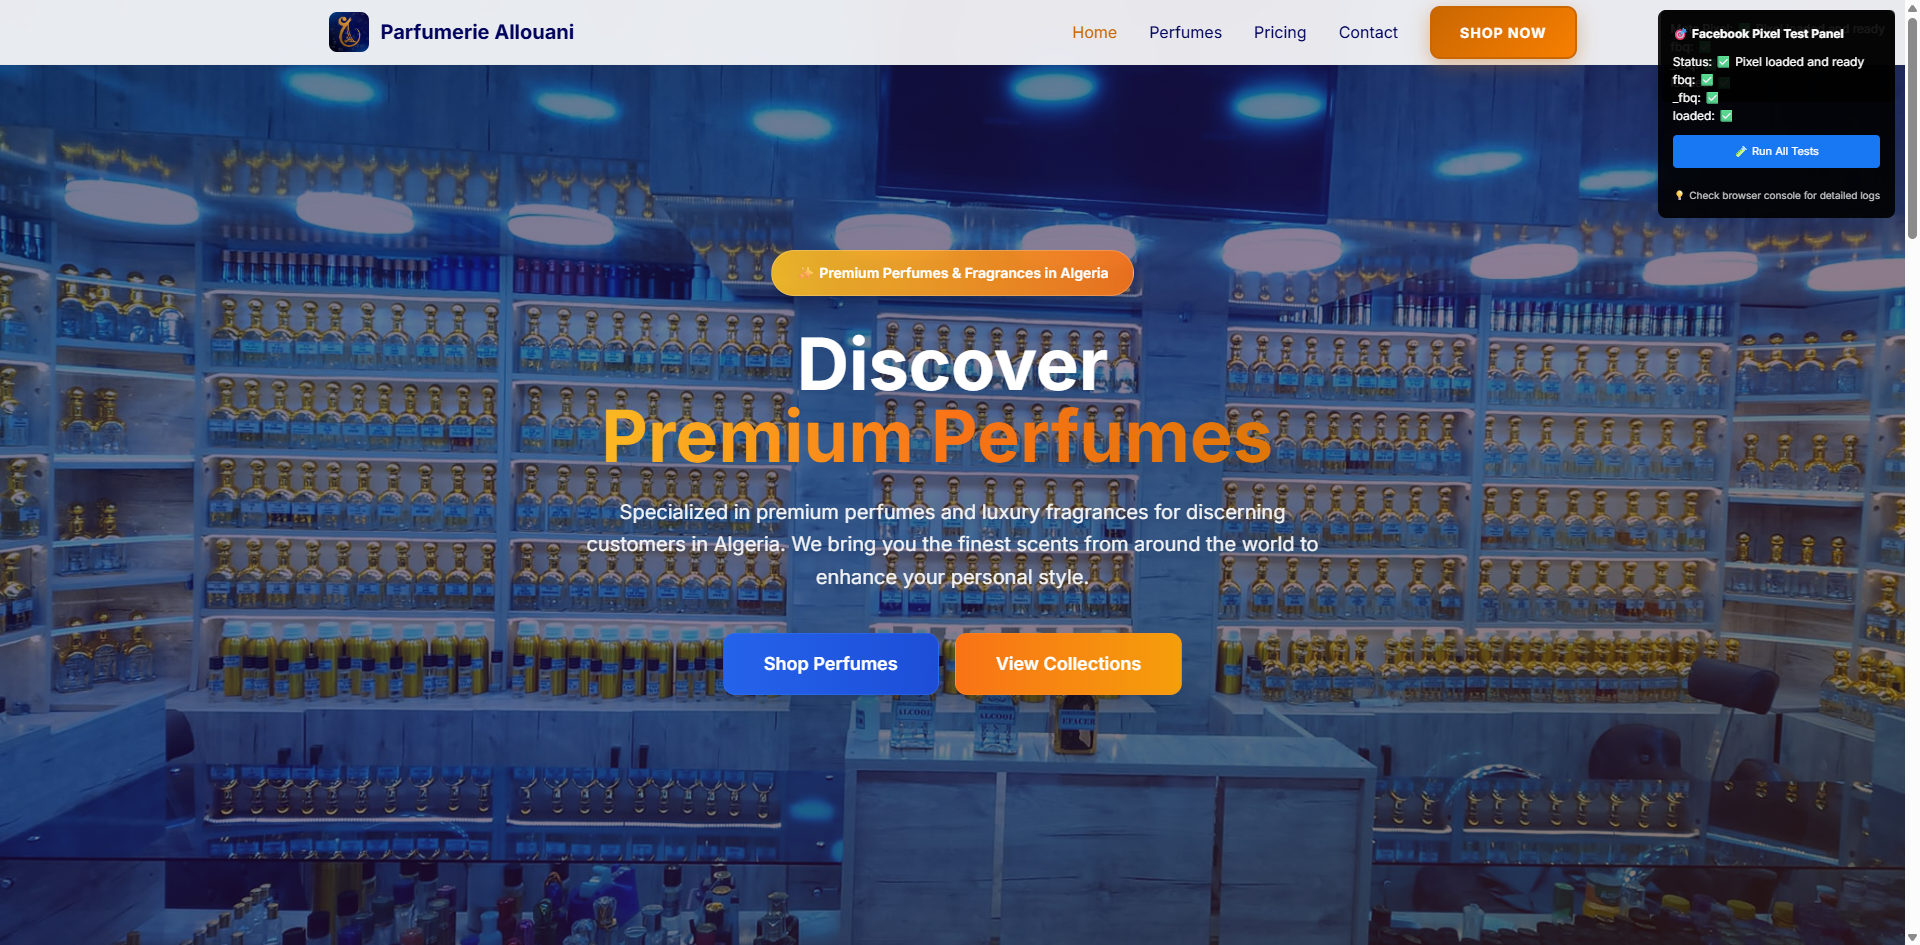 Parfumerie Allouani
Home
Perfumes
Pricing
Contact
SHOP NOW
🎯 Facebook Pixel Test Panel
Status: ✅ Pixel loaded and ready
fbq: ✅
_fbq: ✅
loaded: ✅
🧪 Run All Tests
💡 Check browser console for detailed logs
✨ Premium Perfumes & Fragrances in Algeria
Discover
Premium Perfumes
Specialized in premium perfumes and luxury fragrances for discerning
customers in Algeria. We bring you the finest scents from around the world to
enhance your personal style.
Shop Perfumes
View Collections
ALCOOL
ALCOOL
EFACER